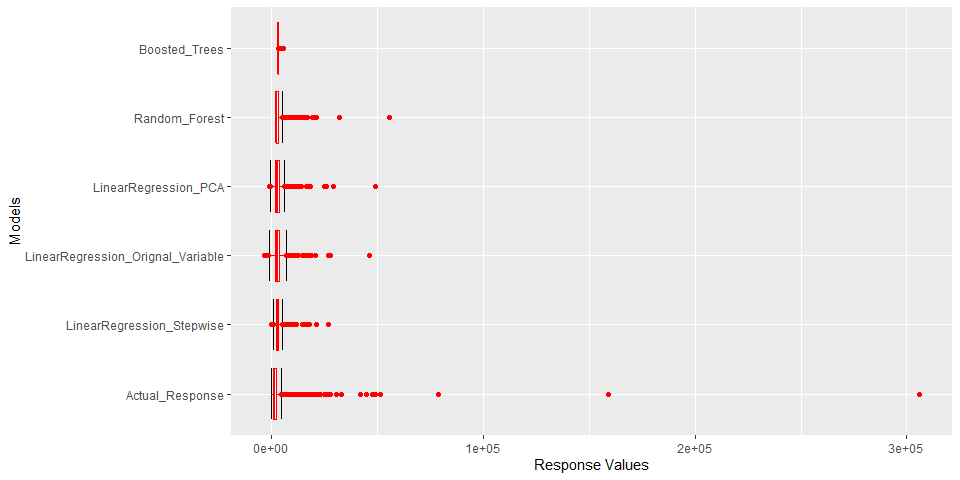 Boosted_Trees
Random_Forest
LinearRegression_PCA
LinearRegression_Orignal_Variable
LinearRegression_Stepwise
Actual_Response
Models
0e+00 1e+05 2e+05 3e+05
Response Values